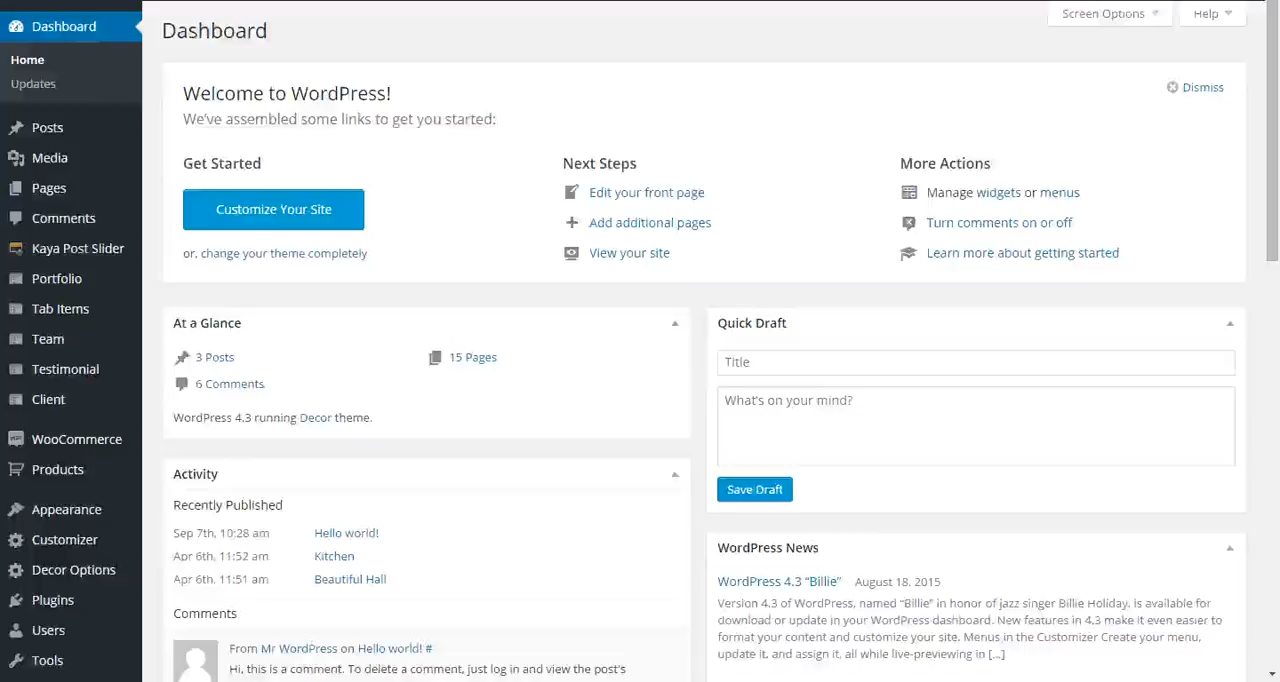 Dashboard
Home
Updates
Posts
Media
Pages
Comments
Kaya Post Slider
Portfolio
Tab Items
Team
Testimonial
Client
WooCommerce
Products
Appearance
Customizer
Decor Options
Plugins
Users
Tools
Screen Options
Help
Dashboard
Welcome to WordPress!
Dismiss
We've assembled some links to get you started:
Get Started
Customize Your Site
or, change your theme completely
Next Steps
Edit your front page
Add additional pages
View your site
More Actions
Manage widgets or menus
Turn comments on or off
Learn more about getting started
At a Glance
3 Posts
15 Pages
6 Comments
WordPress 4.3 running Decor theme.
Activity
Recently Published
Sep 7th, 10:28 am Hello world!
Apr 6th, 11:52 am Kitchen
Apr 6th, 11:51 am Beautiful Hall
Comments
From Mr WordPress on Hello world! #
Hi, this is a comment. To delete a comment, just log in and view the post's
Quick Draft
Title
What's on your mind?
Save Draft
WordPress News
WordPress 4.3 “Billie” August 18, 2015
Version 4.3 of WordPress, named “Billie” in honor of jazz singer Billie Holiday, is available for
download or update in your WordPress dashboard. New features in 4.3 make it even easier to
format your content and customize your site. Menus in the Customizer Create your menu,
update it, and assign it, all while live-previewing in [...]